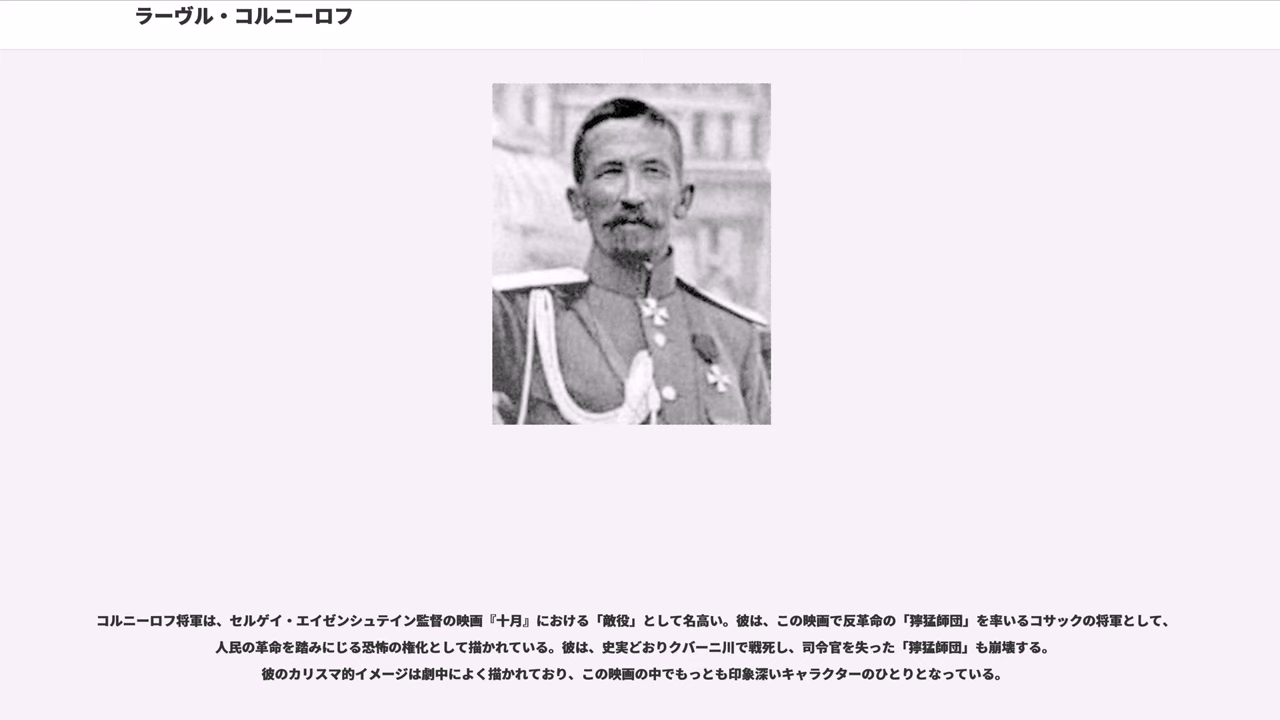 ラーヴル・コルニーロフ
コルニーロフ将軍は、セルゲイ・エイゼンシュテイン監督の映画『十月』における「敵役」として名高い。彼は、この映画で反革命の「獰猛師団」を率いるコサックの将軍として、
人民の革命を踏みにじる恐怖の権化として描かれている。彼は、史実どおりクバーニ川で戦死し、司令官を失った「獰猛師団」も崩壊する。
彼のカリスマ的イメージは劇中によく描かれており、この映画の中でもっとも印象深いキャラクターのひとりとなっている。